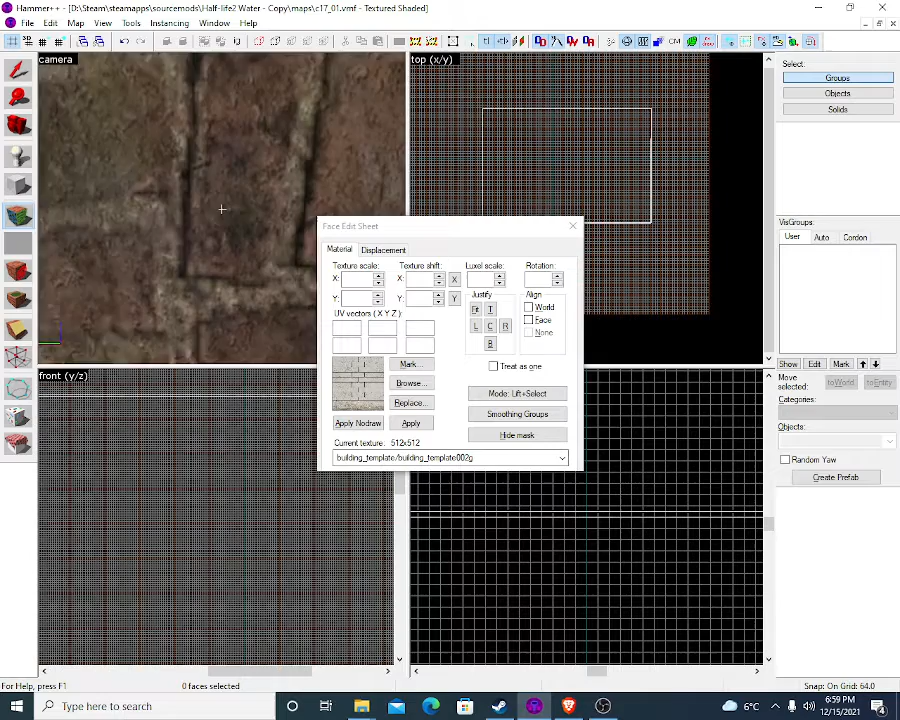 Hammer++ - [D:\Steam\steamapps\sourcemods\Half-life2 Water - Copy\maps\c17_01.vmf - Textured Shaded]
File Edit Map View Tools Instancing Window Help
camera
top (x/y)
Select:
Groups
Objects
Solids
VisGroups:
User Auto Cordon
Show Edit Mark
Move selected:
toWorld toEntity
Categories:
Objects:
Random Yaw
Create Prefab
Face Edit Sheet
Material Displacement
Texture scale: Texture shift: Luxel scale: Rotation:
X: X: X
Y: Y: Y
Justify Align
Fit T World
L C R Face
B None
UV vectors ( X Y Z )
Treat as one
Mark...
Browse...
Replace...
Apply Nodraw Apply
Mode: Lift+Select
Smoothing Groups
Hide mask
Current texture: 512x512
building_template/building_template002g
front (y/z)
For Help, press F1
0 faces selected
Snap: On Grid: 64.0
Type here to search
6°C
6:59 PM
12/15/2021
4